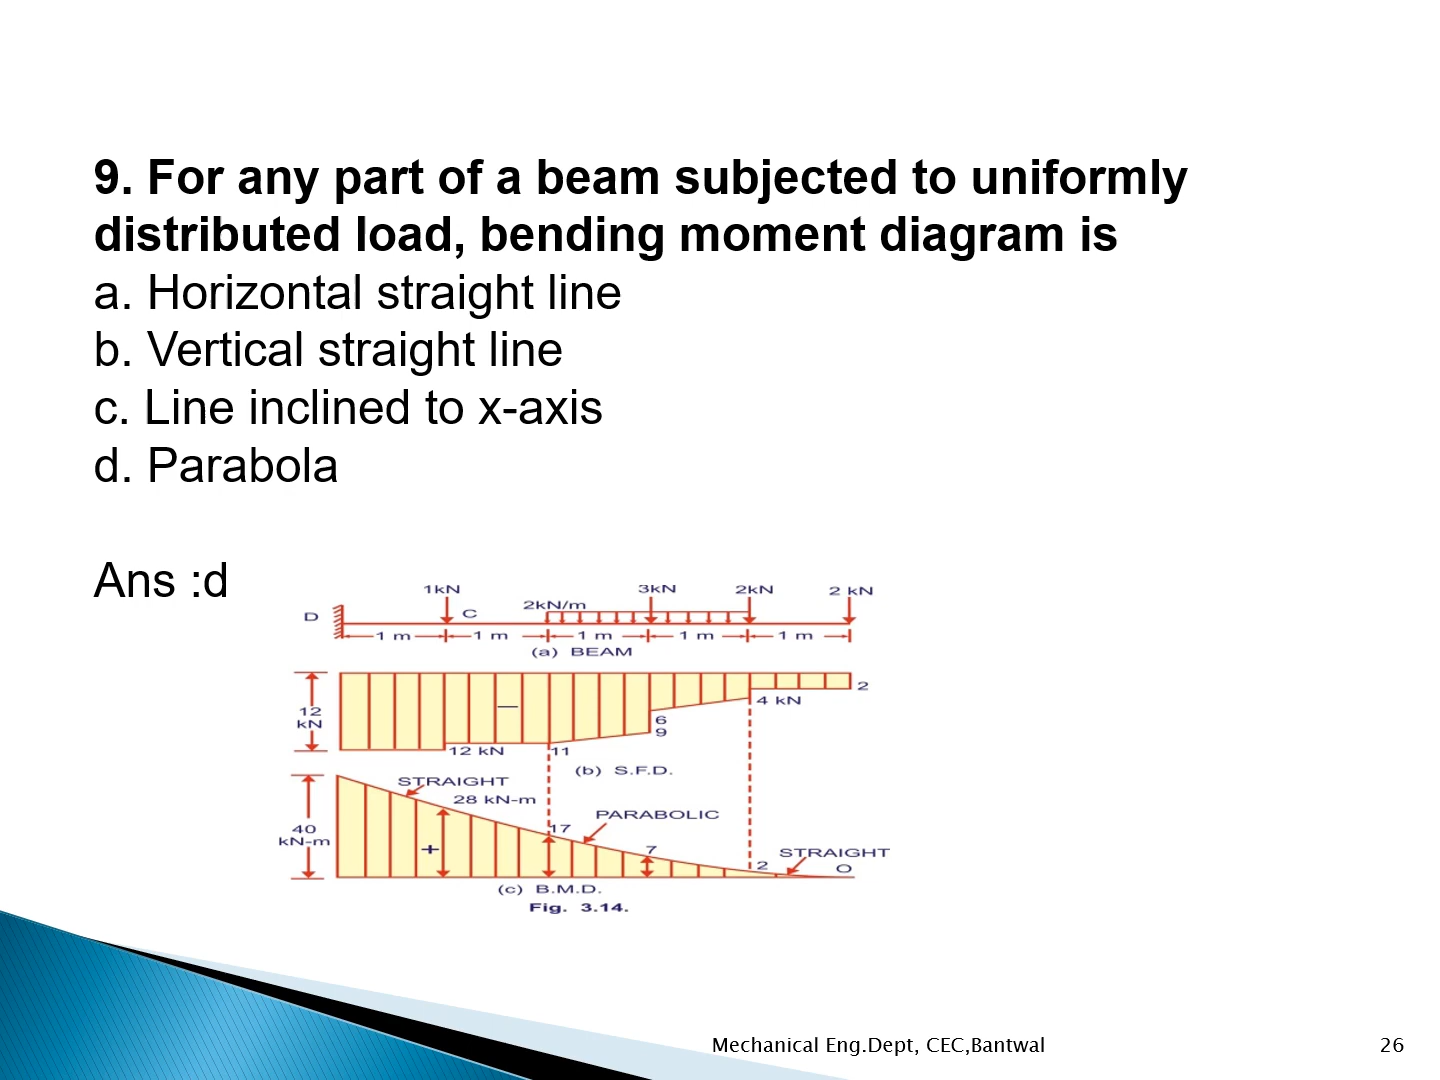 9. For any part of a beam subjected to uniformly
distributed load, bending moment diagram is
a. Horizontal straight line
b. Vertical straight line
c. Line inclined to x-axis
d. Parabola
Ans :d
1kN
3kN
2kN
2 kN
D
C
2kN/m
1 m
1 m
1 m
1 m
1 m
(a) BEAM
12
kN
12 kN
11
6
9
4 kN
2
(b) S.F.D.
STRAIGHT
28 kN-m
40
kN-m
+
17
PARABOLIC
7
2
STRAIGHT
O
(c) B.M.D.
Fig. 3.14.
Mechanical Eng.Dept, CEC,Bantwal
26